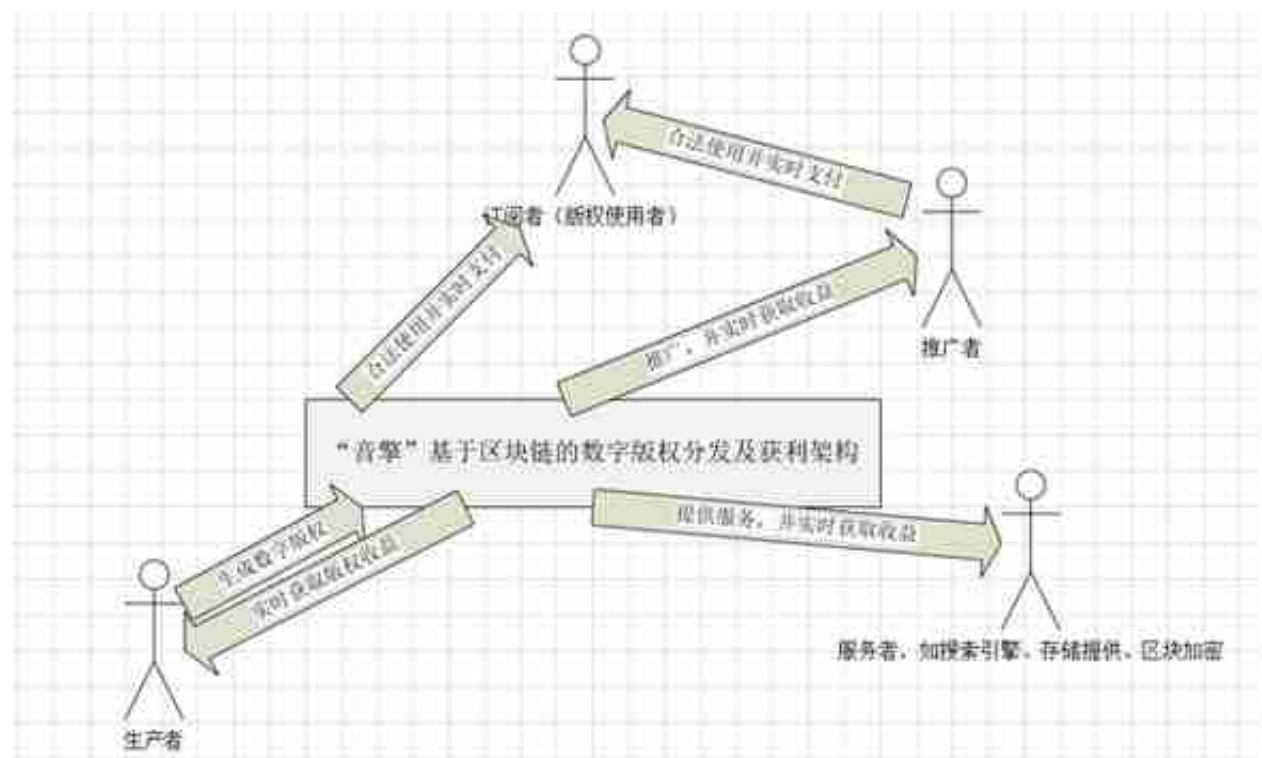 合法使用并实时支付
订阅者（版权使用者）
合法使用并实时支付
推广，并实时获取收益
推广者
“音擎”基于区块链的数字版权分发及获利架构
生成数字版权
实时获取版权收益
提供服务，并实时获取收益
服务者，如搜索引擎、存储提供、区块加密
生产者